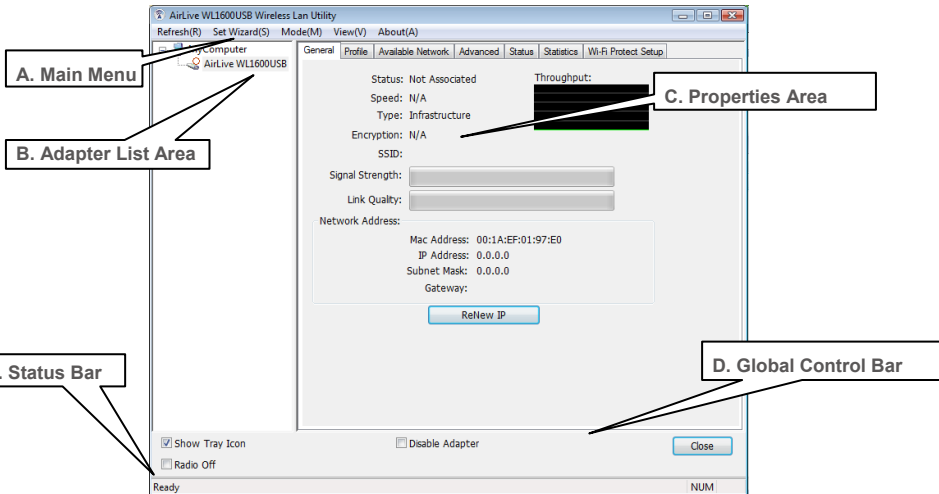 AirLive WL1600USB Wireless Lan Utility
Refresh(R) Set Wizard(S) Mode(M) View(V) About(A)
MyComputer
AirLive WL1600USB
General Profile Available Network Advanced Status Statistics Wi-Fi Protect Setup
A. Main Menu
B. Adapter List Area
C. Properties Area
Status: Not Associated
Throughput:
Speed: N/A
Type: Infrastructure
Encryption: N/A
SSID:
Signal Strength:
Link Quality:
Network Address:
Mac Address: 00:1A:EF:01:97:E0
IP Address: 0.0.0.0
Subnet Mask: 0.0.0.0
Gateway:
ReNew IP
. Status Bar
D. Global Control Bar
Show Tray Icon
Disable Adapter
Close
Radio Off
Ready
NUM